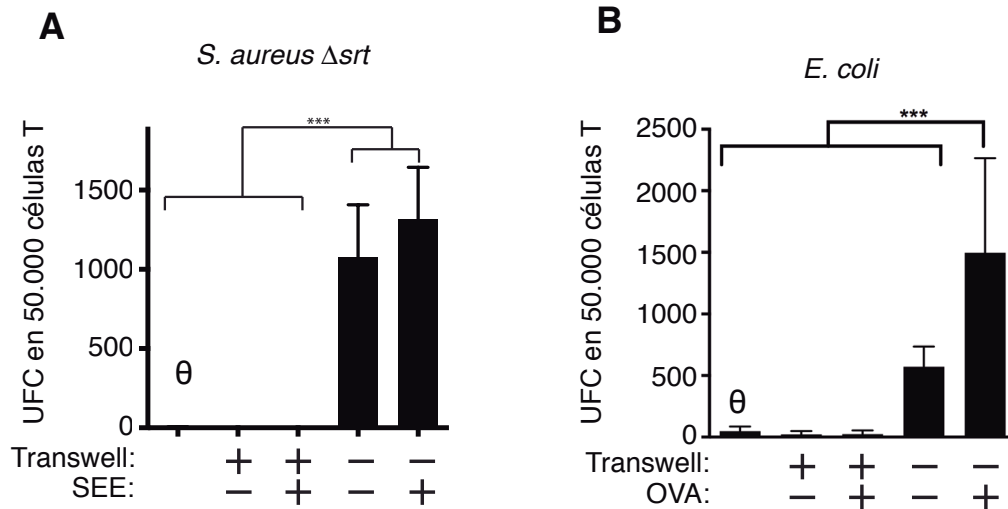 A
S. aureus Δsrt
UFC en 50.000 células T
1500
1000
500
0
***
θ
Transwell: + + − −
SEE: − + − +
B
E. coli
UFC en 50.000 células T
2500
2000
1500
1000
500
0
***
θ
Transwell: + + − −
OVA: − + − +